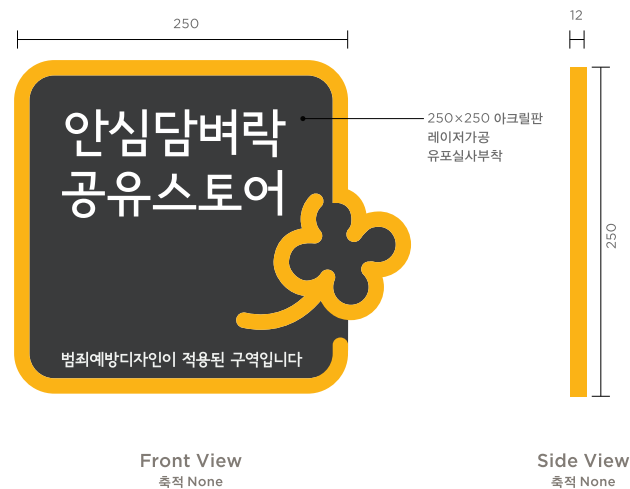 250
12
안심담벼락
250×250 아크릴판
레이저가공
유포실사부착
공유스토어
250
범죄예방디자인이 적용된 구역입니다
Front View
축적 None
Side View
축적 None